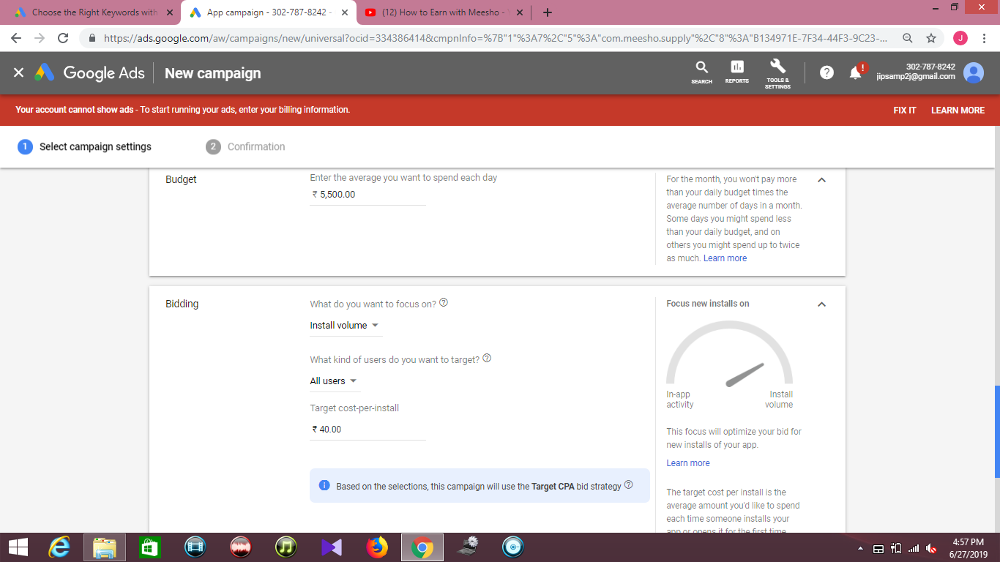 Choose the Right Keywords with
App campaign - 302-787-8242 -
(12) How to Earn with Meesho -
https://ads.google.com/aw/campaigns/new/universal?ocid=334386414&cmpnInfo=%7B"1"%3A7%2C"5"%3A"com.meesho.supply"%2C"8"%3A"B134971E-7F34-44F3-9C23-...
J
Google Ads
New campaign
SEARCH
REPORTS
TOOLS & SETTINGS
?
!
302-787-8242
jipsamp2j@gmail.com
Your account cannot show ads - To start running your ads, enter your billing information.
FIX IT
LEARN MORE
1 Select campaign settings
2 Confirmation
Budget
Enter the average you want to spend each day
₹ 5,500.00
For the month, you won't pay more
than your daily budget times the
average number of days in a month.
Some days you might spend less
than your daily budget, and on
others you might spend up to twice
as much. Learn more
Bidding
What do you want to focus on?
Install volume
What kind of users do you want to target?
All users
Target cost-per-install
₹ 40.00
Based on the selections, this campaign will use the Target CPA bid strategy
Focus new installs on
In-app activity
Install volume
This focus will optimize your bid for
new installs of your app.
Learn more
The target cost per install is the
average amount you'd like to spend
each time someone installs your
app or opens it for the first time
4:57 PM
6/27/2019